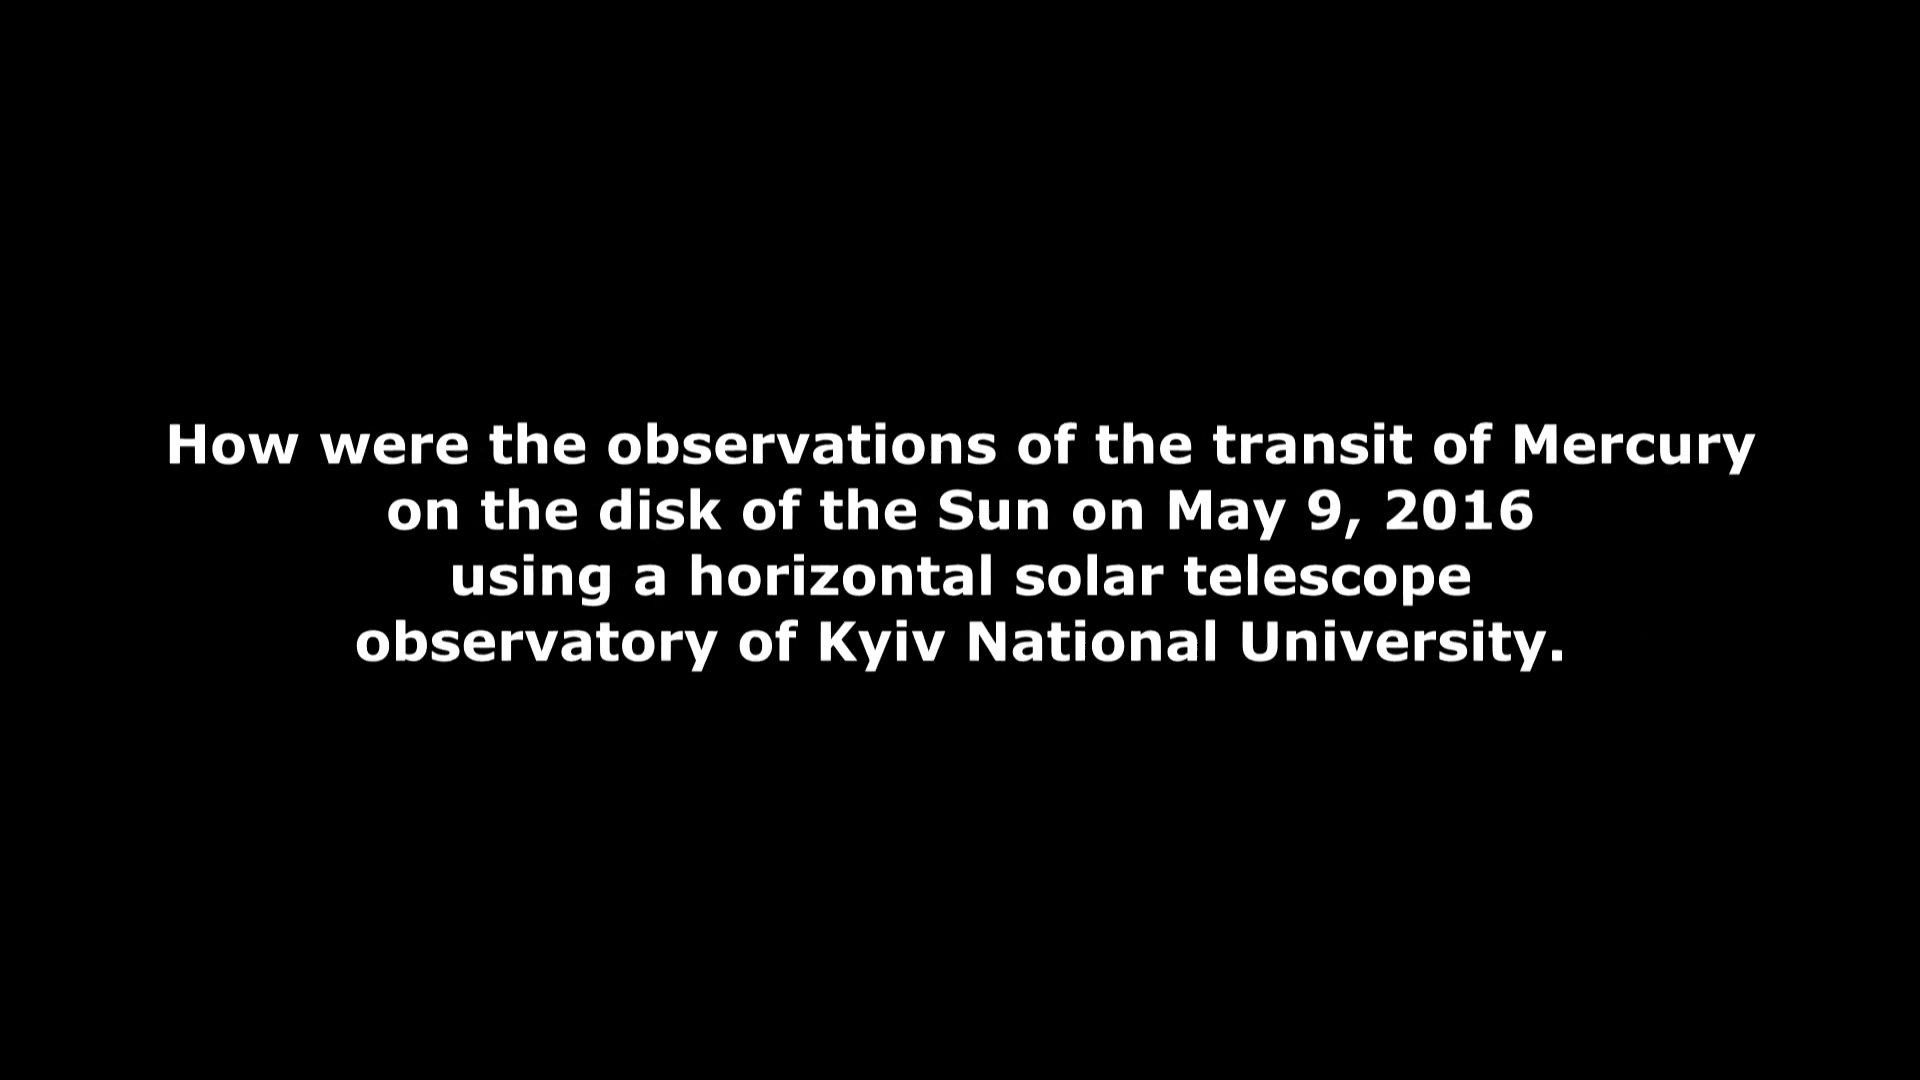 How were the observations of the transit of Mercury
on the disk of the Sun on May 9, 2016
using a horizontal solar telescope
observatory of Kyiv National University.